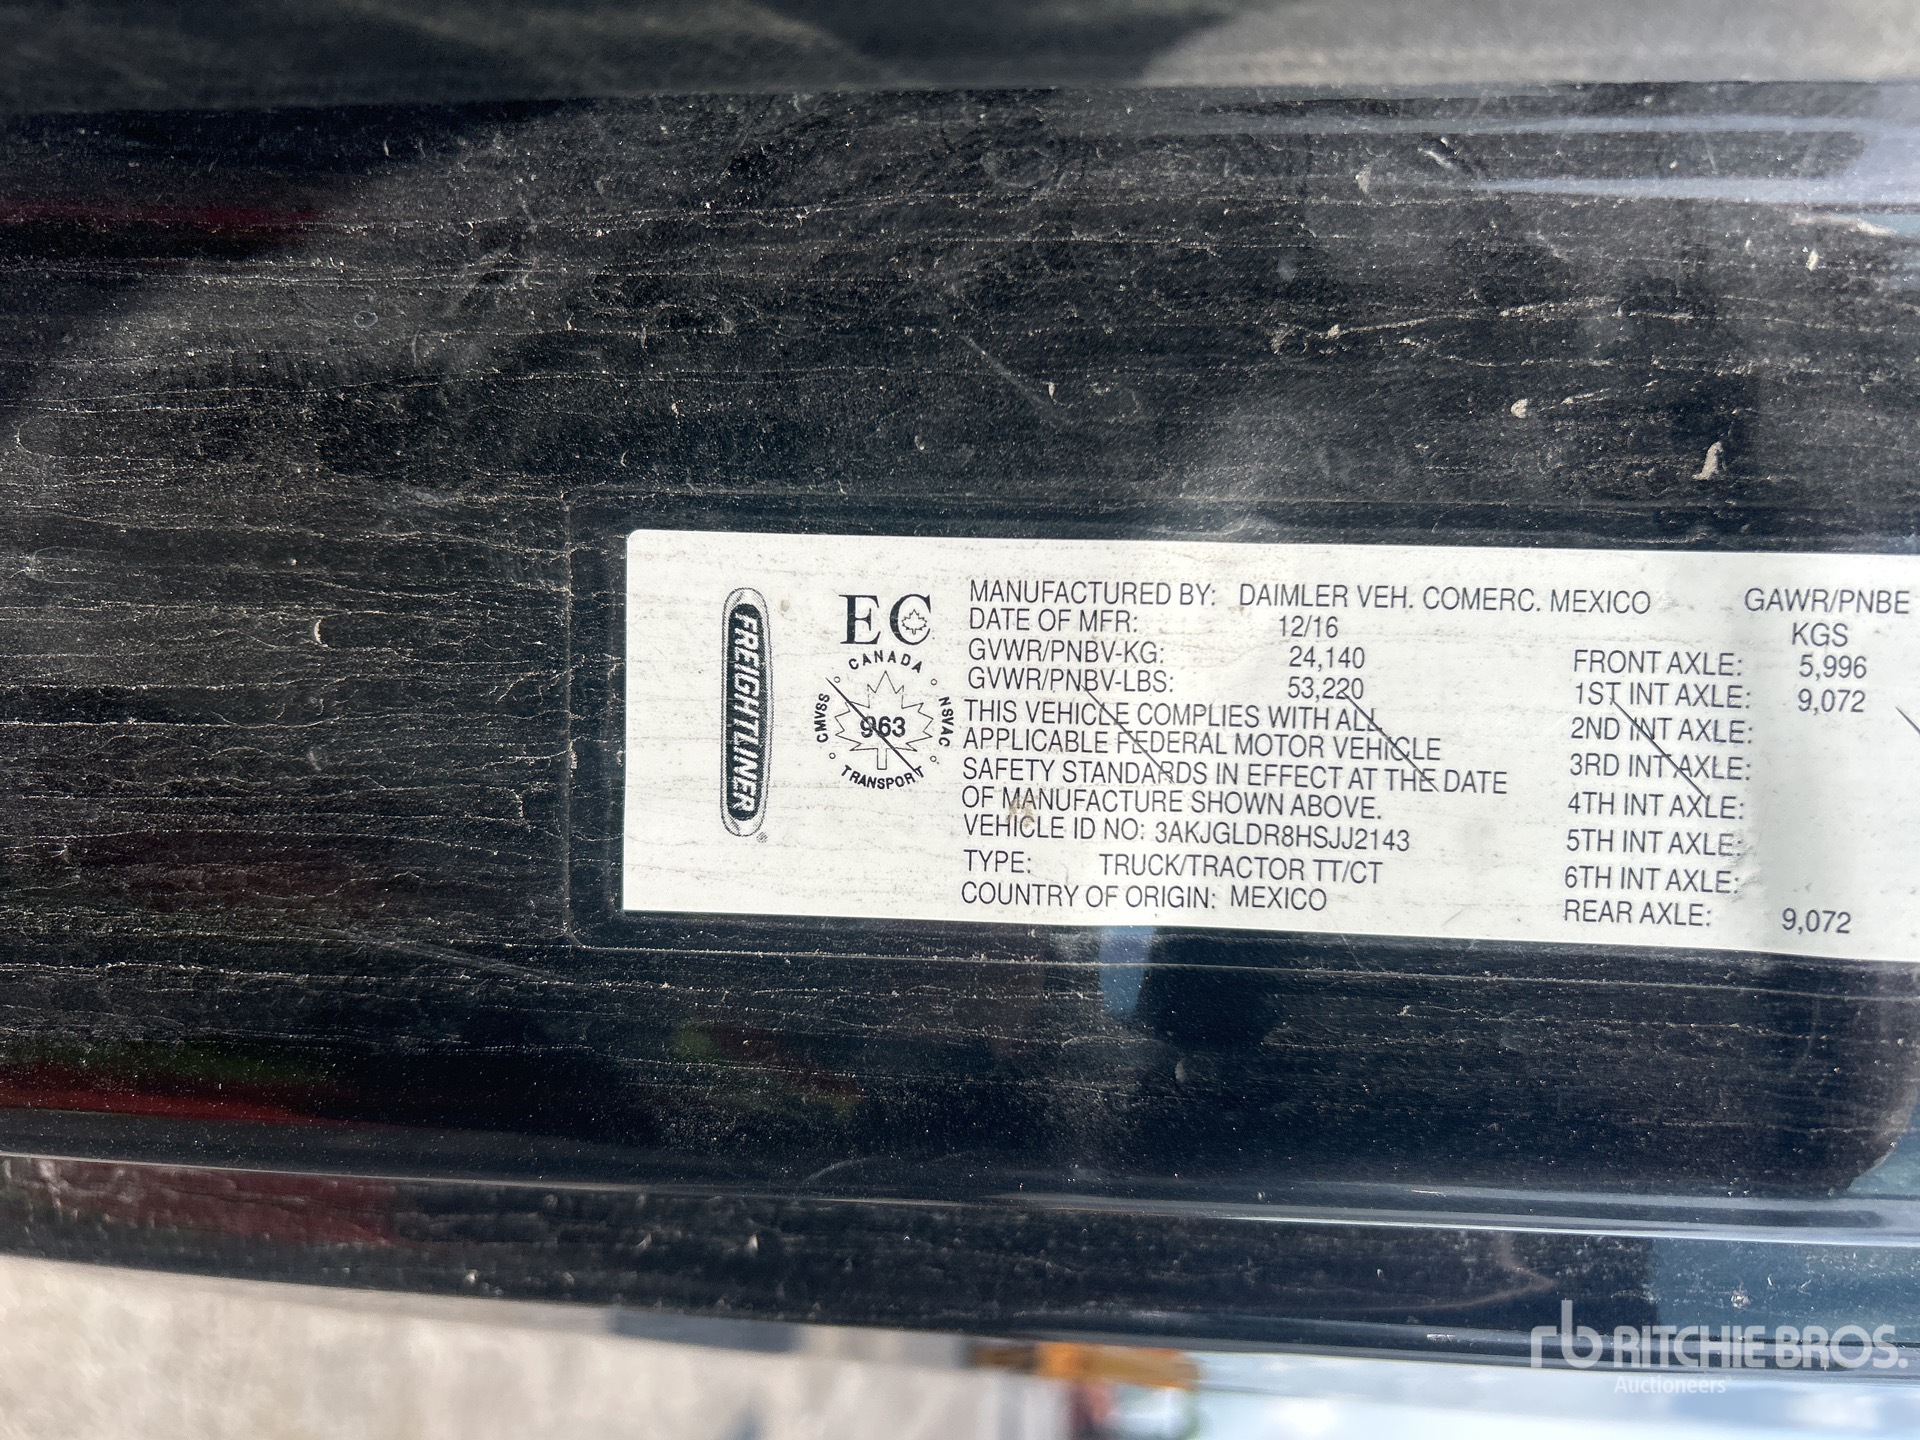 FREIGHTLINER
EC
CANADA
CMVSS
963
NSVAC
TRANSPORT
MANUFACTURED BY: DAIMLER VEH. COMERC. MEXICO
DATE OF MFR: 12/16
GVWR/PNBV-KG: 24,140
GVWR/PNBV-LBS: 53,220
THIS VEHICLE COMPLIES WITH ALL
APPLICABLE FEDERAL MOTOR VEHICLE
SAFETY STANDARDS IN EFFECT AT THE DATE
OF MANUFACTURE SHOWN ABOVE.
VEHICLE ID NO: 3AKJGLDR8HSJJ2143
TYPE: TRUCK/TRACTOR TT/CT
COUNTRY OF ORIGIN: MEXICO
GAWR/PNBE
KGS
FRONT AXLE: 5,996
1ST INT AXLE: 9,072
2ND INT AXLE:
3RD INT AXLE:
4TH INT AXLE:
5TH INT AXLE:
6TH INT AXLE:
REAR AXLE: 9,072
rb RITCHIE BROS.
Auctioneers